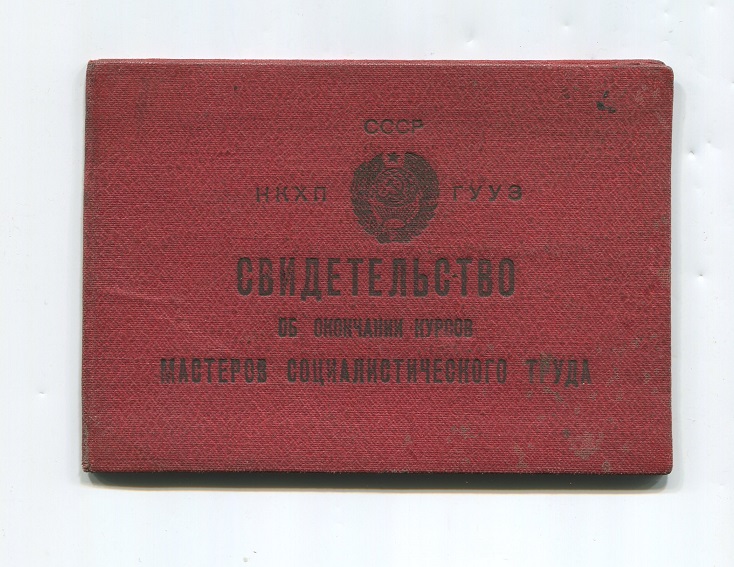 СССР
НКХП ГУУЗ
СВИДЕТЕЛЬСТВО
ОБ ОКОНЧАНИИ КУРСОВ
МАСТЕРОВ СОЦИАЛИСТИЧЕСКОГО ТРУДА